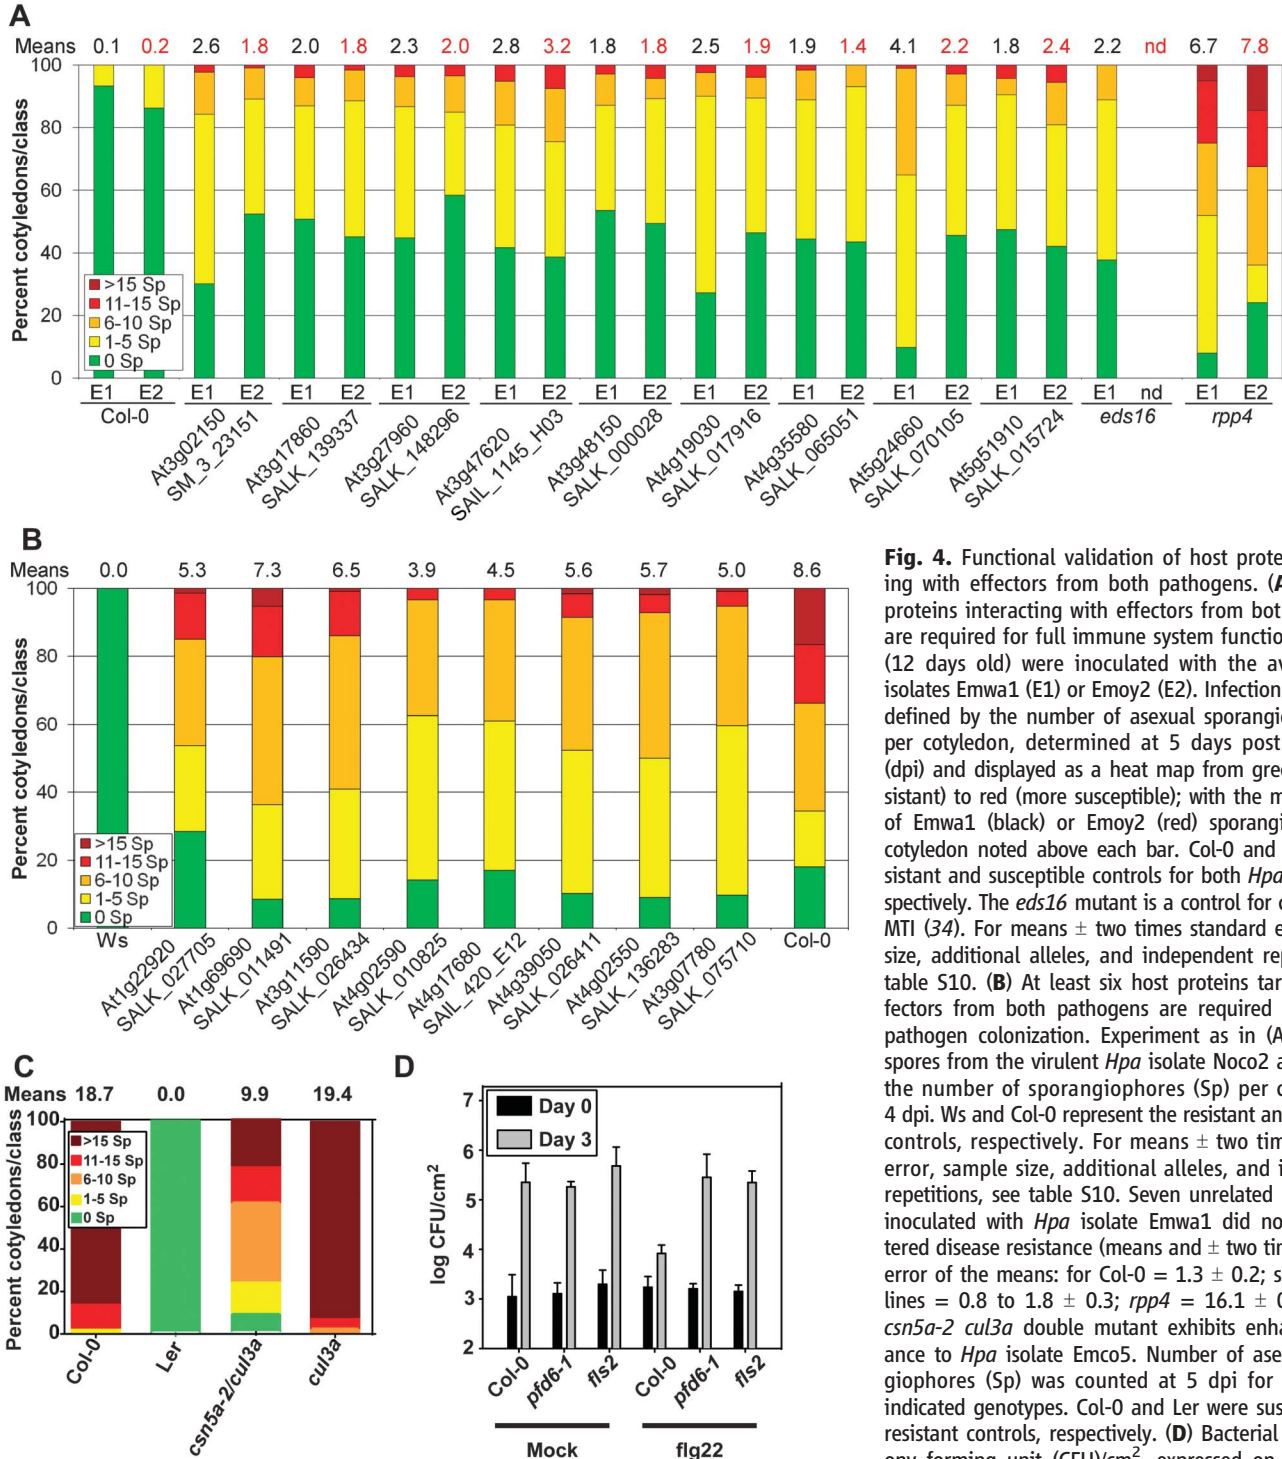 A
Means 0.1 0.2 2.6 1.8 2.0 1.8 2.3 2.0 2.8 3.2 1.8 1.8 2.5 1.9 1.9 1.4 4.1 2.2 1.8 2.4 2.2 nd 6.7 7.8
Percent cotyledons/class
100
80
60
40
20
0
>15 Sp
11-15 Sp
6-10 Sp
1-5 Sp
0 Sp
E1 E2 E1 E2 E1 E2 E1 E2 E1 E2 E1 E2 E1 E2 E1 E2 E1 E2 E1 E2 E1 nd E1 E2
Col-0
At3g02150
SM_3_23151
At3g17860
SALK_139337
At3g27960
SALK_148296
At3g47620
SAIL_1145_H03
At3g48150
SALK_000028
At4g19030
SALK_017916
At4g35580
SALK_065051
At5g24660
SALK_070105
At5g51910
SALK_015724
eds16
rpp4
B
Means 0.0 5.3 7.3 6.5 3.9 4.5 5.6 5.7 5.0 8.6
Percent cotyledons/class
100
80
60
40
20
0
>15 Sp
11-15 Sp
6-10 Sp
1-5 Sp
0 Sp
Ws
At1g22920
SALK_027705
At1g69690
SALK_011491
At3g11590
SALK_026434
At4g02590
SALK_010825
At4g17680
SAIL_420_E12
At4g39050
SALK_026411
At4g02550
SALK_136283
At3g07780
SALK_075710
Col-0
C
Means 18.7 0.0 9.9 19.4
Percent cotyledons/class
100
80
60
40
20
0
>15 Sp
11-15 Sp
6-10 Sp
1-5 Sp
0 Sp
Col-0
Ler
csn5a-2/cul3a
cul3a
D
log CFU/cm2
7
6
5
4
3
2
Day 0
Day 3
Col-0
pfd6-1
fls2
Col-0
pfd6-1
fls2
Mock
flg22
Fig. 4. Functional validation of host prote
ing with effectors from both pathogens. (A
proteins interacting with effectors from bot
are required for full immune system functio
(12 days old) were inoculated with the av
isolates Emwa1 (E1) or Emoy2 (E2). Infection
defined by the number of asexual sporangio
per cotyledon, determined at 5 days post
(dpi) and displayed as a heat map from gree
sistant) to red (more susceptible); with the m
of Emwa1 (black) or Emoy2 (red) sporangi
cotyledon noted above each bar. Col-0 and
sistant and susceptible controls for both Hpa
spectively. The eds16 mutant is a control for d
MTI (34). For means ± two times standard e
size, additional alleles, and independent rep
table S10. (B) At least six host proteins tar
fectors from both pathogens are required
pathogen colonization. Experiment as in (A
spores from the virulent Hpa isolate Noco2 a
the number of sporangiophores (Sp) per c
4 dpi. Ws and Col-0 represent the resistant an
controls, respectively. For means ± two tim
error, sample size, additional alleles, and i
repetitions, see table S10. Seven unrelated
inoculated with Hpa isolate Emwa1 did no
tered disease resistance (means and ± two tim
error of the means: for Col-0 = 1.3 ± 0.2; s
lines = 0.8 to 1.8 ± 0.3; rpp4 = 16.1 ± 0
csn5a-2 cul3a double mutant exhibits enha
ance to Hpa isolate Emco5. Number of ase
giophores (Sp) was counted at 5 dpi for
indicated genotypes. Col-0 and Ler were sus
resistant controls, respectively. (D) Bacterial
ony forming unit (CFU)/cm2, expressed on